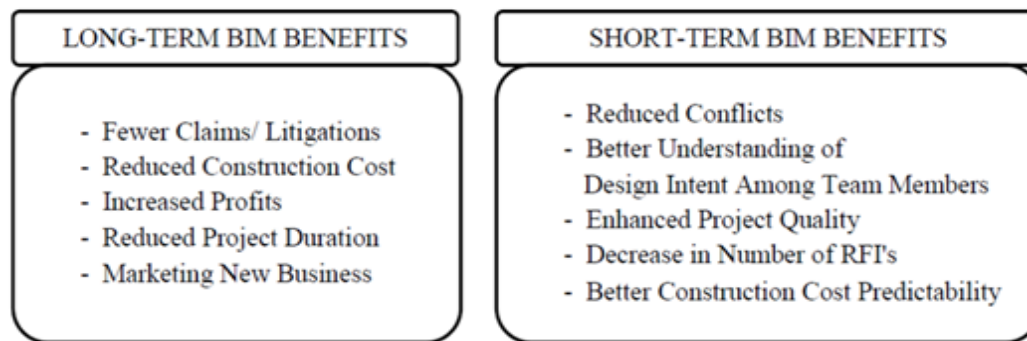 LONG-TERM BIM BENEFITS
- Fewer Claims/ Litigations
- Reduced Construction Cost
- Increased Profits
- Reduced Project Duration
- Marketing New Business
SHORT-TERM BIM BENEFITS
- Reduced Conflicts
- Better Understanding of
Design Intent Among Team Members
- Enhanced Project Quality
- Decrease in Number of RFI's
- Better Construction Cost Predictability